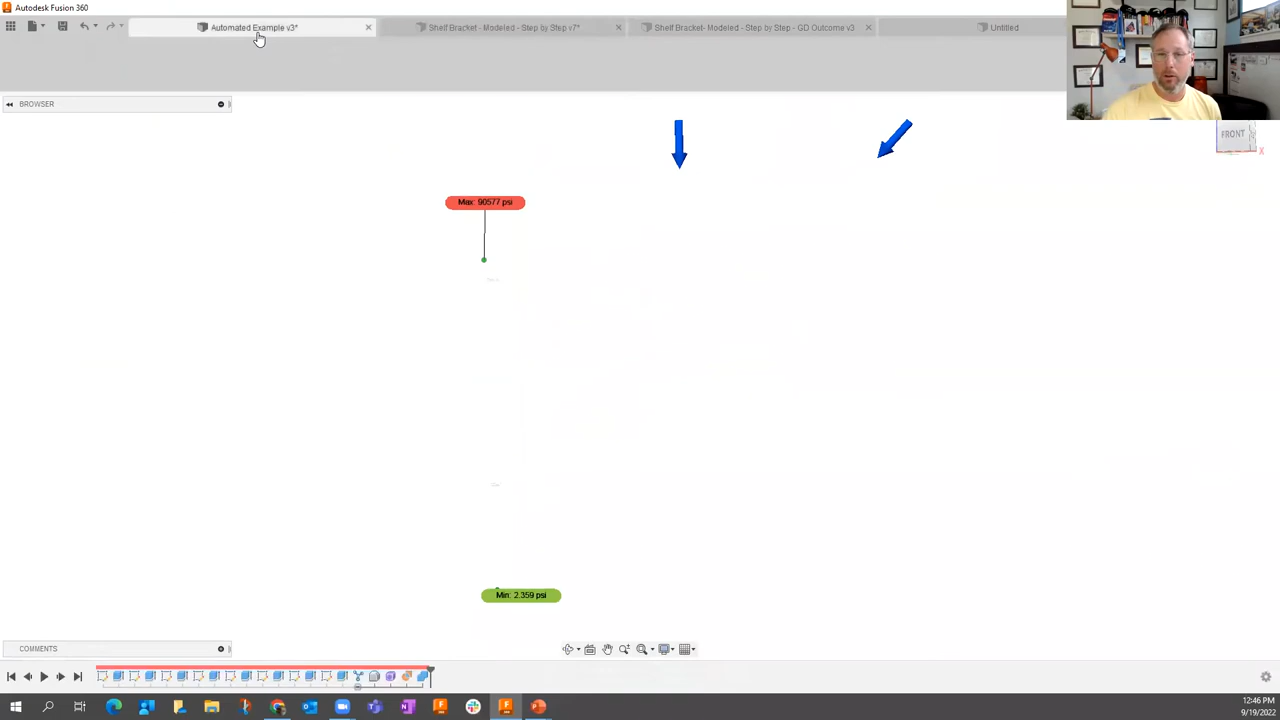 Autodesk Fusion 360
Automated Example v3*
Shelf Bracket - Modeled - Step by Step v7*
Shelf Bracket- Modeled - Step by Step - GD Outcome v3
Untitled
BROWSER
FRONT
X
Max: 90577 psi
Min: 2.359 psi
COMMENTS
12:46 PM
9/19/2022